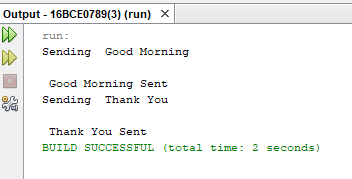 Output - 16BCE0789(3) (run)
run:
Sending  Good Morning
Good Morning Sent
Sending  Thank You
Thank You Sent
BUILD SUCCESSFUL (total time: 2 seconds)